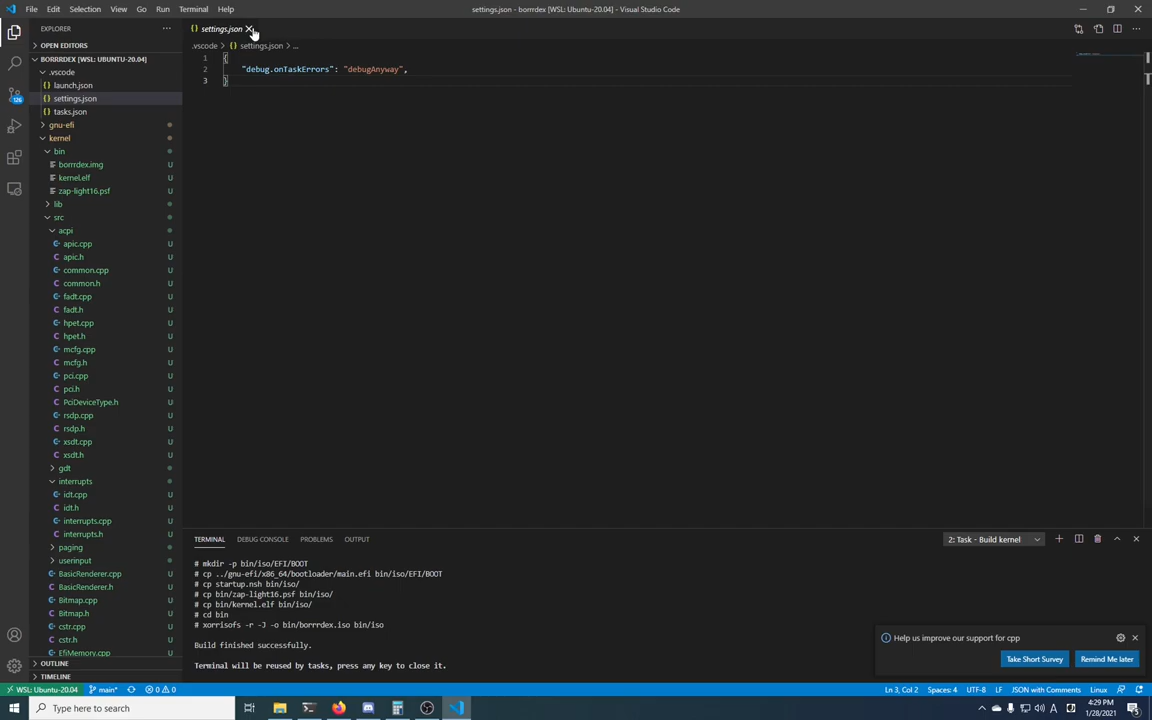 File Edit Selection View Go Run Terminal Help
settings.json - borrrdex [WSL: Ubuntu-20.04] - Visual Studio Code
EXPLORER
settings.json
OPEN EDITORS
.vscode > {} settings.json > ...
BORRRDEX [WSL: UBUNTU-20.04]
1 {
.vscode
2 "debug.onTaskErrors": "debugAnyway",
3 }
launch.json
settings.json
tasks.json
126
gnu-efi
kernel
bin
borrrdex.img U
kernel.elf U
zap-light16.psf U
lib
src
acpi
apic.cpp U
apic.h U
common.cpp U
common.h U
fadt.cpp U
fadt.h U
hpet.cpp U
hpet.h U
mcfg.cpp U
mcfg.h U
pci.cpp U
pci.h U
PciDeviceType.h U
rsdp.cpp U
rsdp.h U
xsdt.cpp U
xsdt.h U
gdt
interrupts
idt.cpp U
idt.h U
interrupts.cpp U
interrupts.h U
paging
userinput
BasicRenderer.cpp U
BasicRenderer.h U
Bitmap.cpp U
Bitmap.h U
cstr.cpp U
cstr.h U
EfiMemory.cpp U
OUTLINE
TIMELINE
TERMINAL DEBUG CONSOLE PROBLEMS OUTPUT
2: Task - Build kernel
# mkdir -p bin/iso/EFI/BOOT
# cp ../gnu-efi/x86_64/bootloader/main.efi bin/iso/EFI/BOOT
# cp startup.nsh bin/iso/
# cp bin/zap-light16.psf bin/iso/
# cp bin/kernel.elf bin/iso/
# cd bin
# xorrisofs -r -J -o bin/borrrdex.iso bin/iso
Build finished successfully.
Terminal will be reused by tasks, press any key to close it.
Help us improve our support for cpp
Take Short Survey Remind Me later
WSL: Ubuntu-20.04 main* 0 0
Ln 3, Col 2 Spaces: 4 UTF-8 LF JSON with Comments Linux
Type here to search
A 4:29 PM
1/28/2021
5